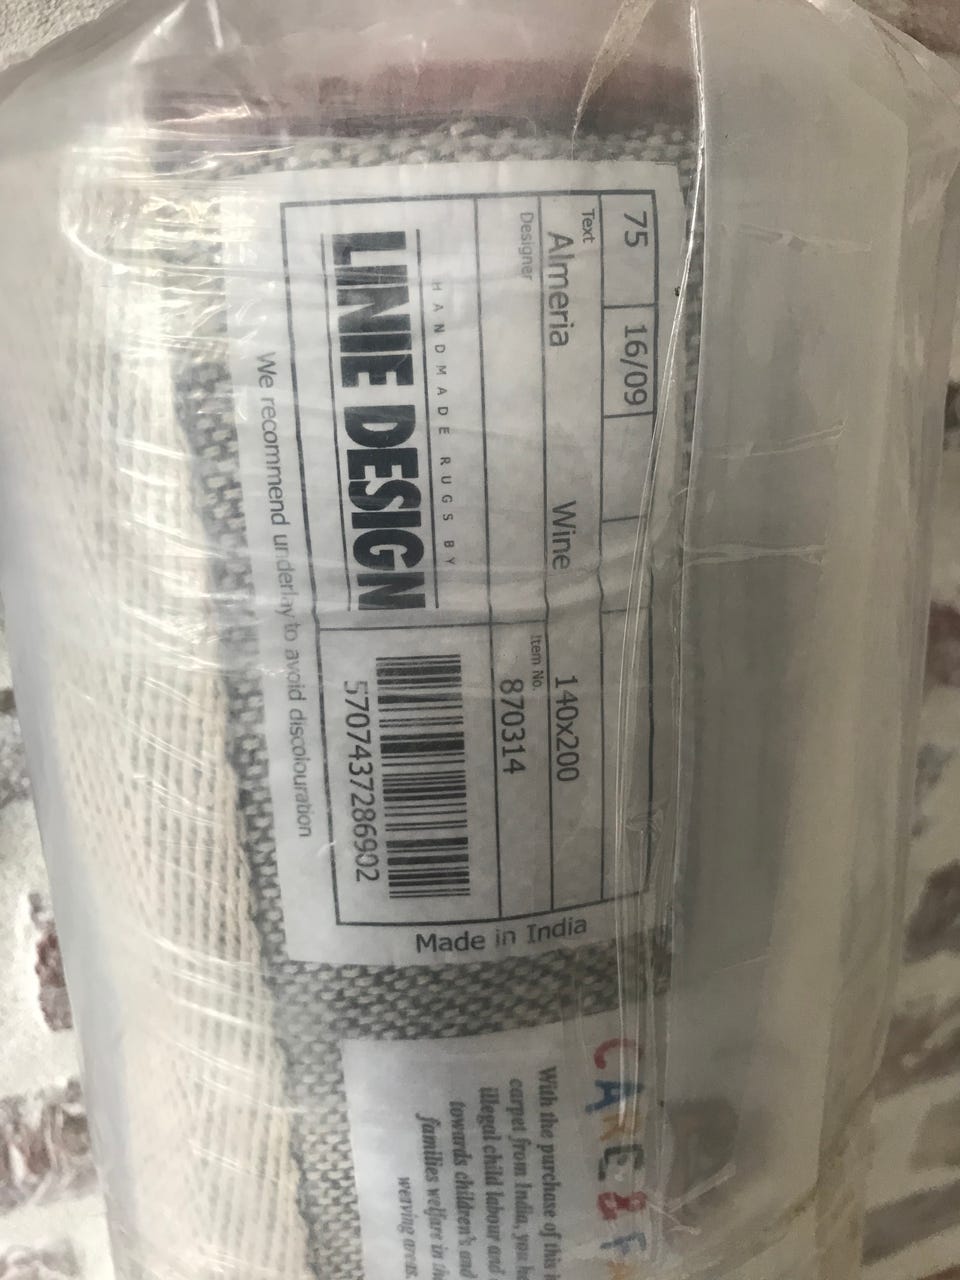 75 16/09
Text
Almeria Wine 140x200
Designer
Item No.
870314
HANDMADE RUGS BY
LINIE DESIGN
5707437286902
We recommend underlay to avoid discolouration
Made in India
CARE & F
With the purchase of this
carpet from India, you he
illegal child labour and
towards children's and
families welfare in the
weaving areas.